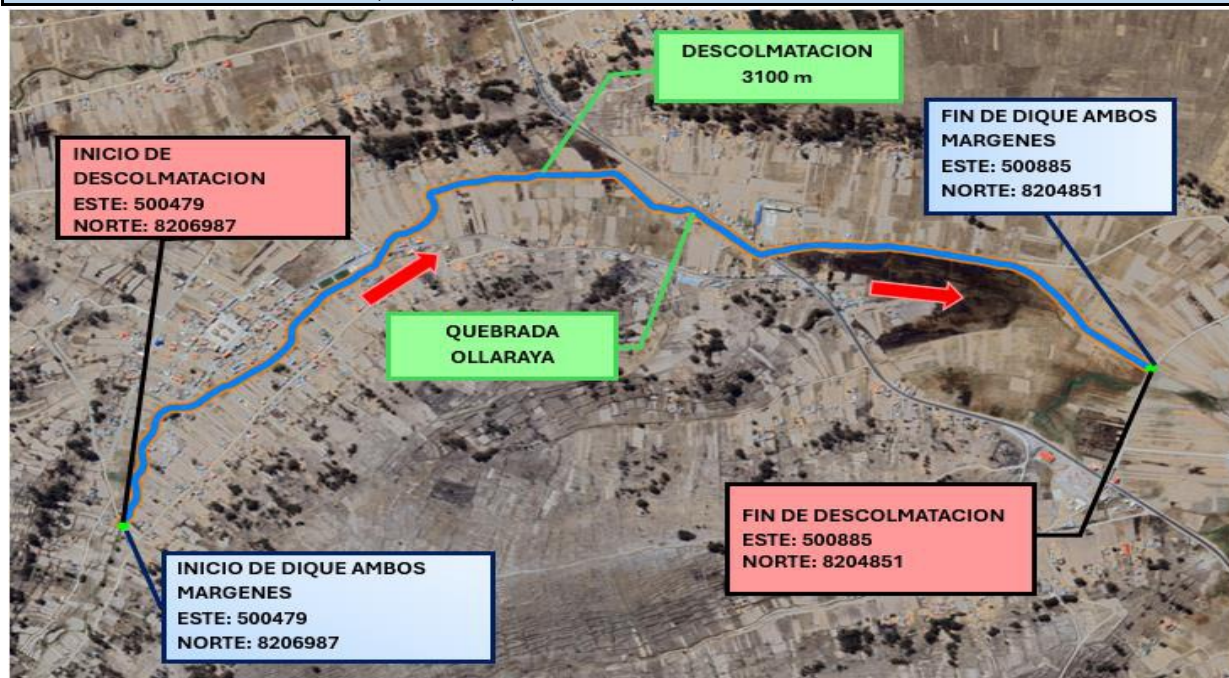 DESCOLMATACION
3100 m
FIN DE DIQUE AMBOS
MARGENES
ESTE: 500885
NORTE: 8204851
INICIO DE
DESCOLMATACION
ESTE: 500479
NORTE: 8206987
QUEBRADA
OLLARAYA
FIN DE DESCOLMATACION
ESTE: 500885
NORTE: 8204851
INICIO DE DIQUE AMBOS
MARGENES
ESTE: 500479
NORTE: 8206987